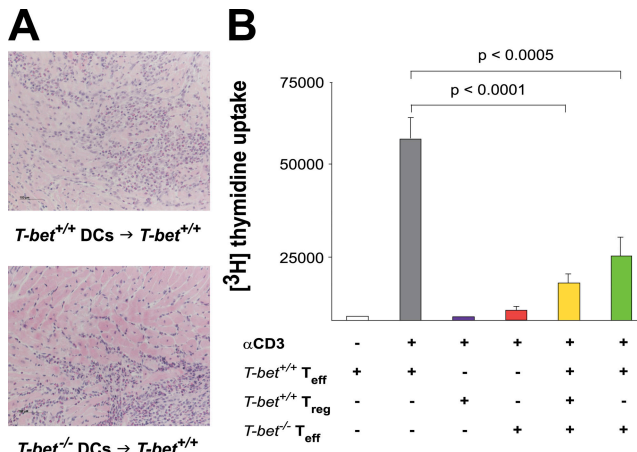 A
B
T-bet+/+ DCs → T-bet+/+
T-bet-/- DCs → T-bet+/+
p < 0.0005
p < 0.0001
[3H] thymidine uptake
75000
50000
25000
αCD3 - + + + + +
T-bet+/+ Teff + + - - + +
T-bet+/+ Treg - - + - + -
T-bet-/- Teff - - - + + +